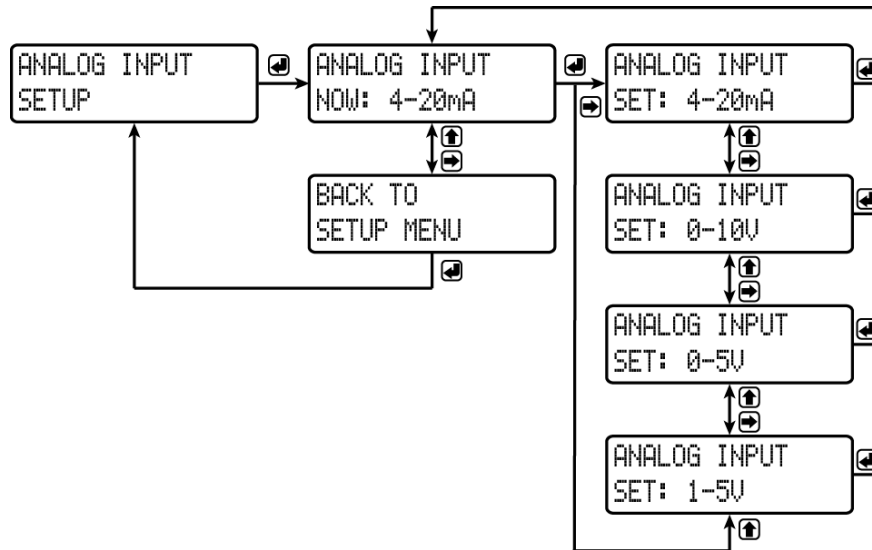 ANALOG INPUT
SETUP
ANALOG INPUT
NOW: 4-20mA
BACK TO
SETUP MENU
ANALOG INPUT
SET: 4-20mA
ANALOG INPUT
SET: 0-10V
ANALOG INPUT
SET: 0-5V
ANALOG INPUT
SET: 1-5V